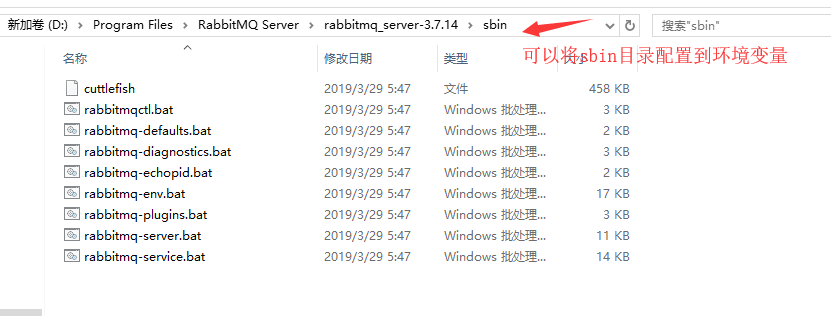 新加卷 (D:) › Program Files › RabbitMQ Server › rabbitmq_server-3.7.14 › sbin 搜索"sbin"
可以将sbin目录配置到环境变量
名称 修改日期 类型 大小
cuttlefish 2019/3/29 5:47 文件 458 KB
rabbitmqctl.bat 2019/3/29 5:47 Windows 批处理... 3 KB
rabbitmq-defaults.bat 2019/3/29 5:47 Windows 批处理... 2 KB
rabbitmq-diagnostics.bat 2019/3/29 5:47 Windows 批处理... 3 KB
rabbitmq-echopid.bat 2019/3/29 5:47 Windows 批处理... 2 KB
rabbitmq-env.bat 2019/3/29 5:47 Windows 批处理... 17 KB
rabbitmq-plugins.bat 2019/3/29 5:47 Windows 批处理... 3 KB
rabbitmq-server.bat 2019/3/29 5:47 Windows 批处理... 11 KB
rabbitmq-service.bat 2019/3/29 5:47 Windows 批处理... 14 KB